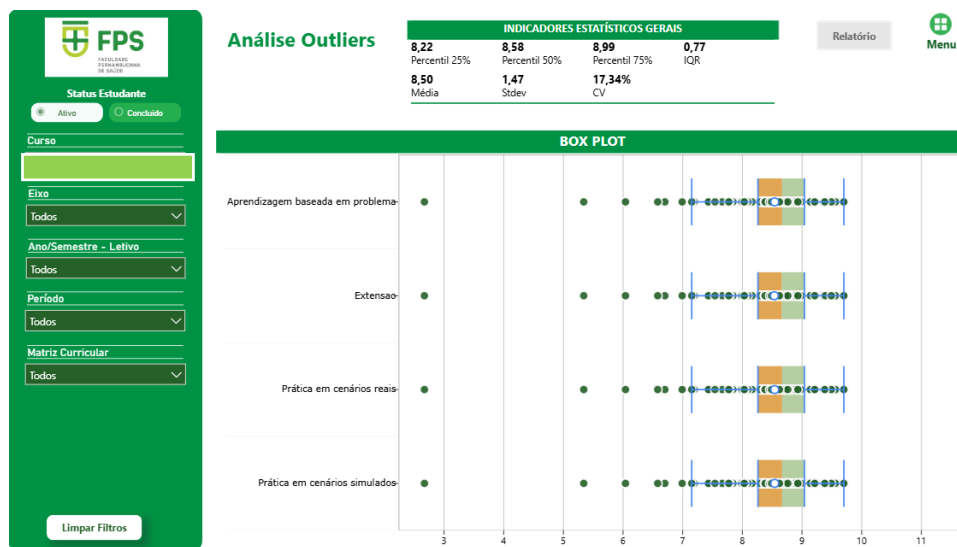 FPS
FACULDADE
PERNAMBUCANA
DE SAÚDE
Status Estudante
Ativo
Concluído
Curso
Eixo
Todos
Ano/Semestre - Letivo
Todos
Período
Todos
Matriz Curricular
Todos
Limpar Filtros
Análise Outliers
INDICADORES ESTATÍSTICOS GERAIS
8,22 8,58 8,99 0,77
Percentil 25% Percentil 50% Percentil 75% IQR
8,50 1,47 17,34%
Média Stdev CV
Relatório
Menu
BOX PLOT
Aprendizagem baseada em problema
Extensao
Prática em cenários reais
Prática em cenários simulados
3 4 5 6 7 8 9 10 11